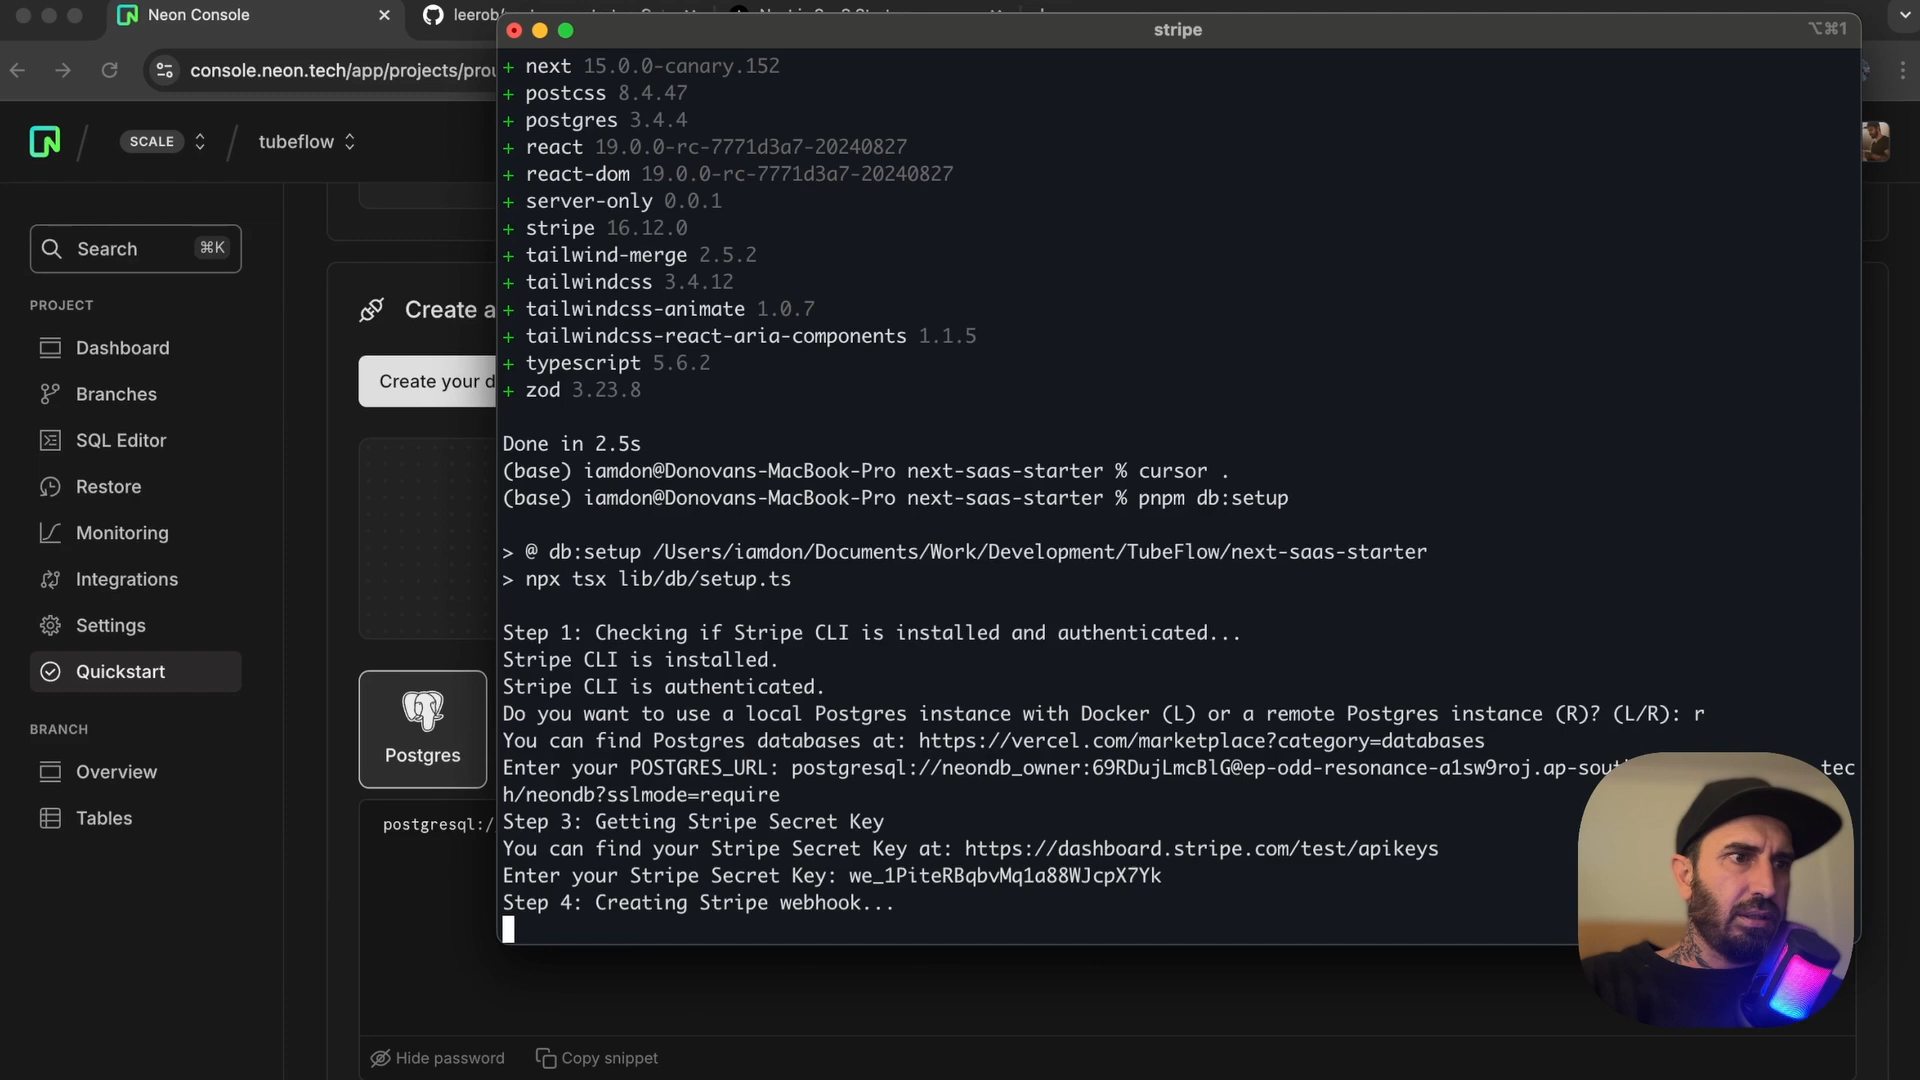 Neon Console
leerob/
stripe
⌥⌘1
console.neon.tech/app/projects/prou
SCALE
tubeflow
Search ⌘K
PROJECT
Dashboard
Branches
SQL Editor
Restore
Monitoring
Integrations
Settings
Quickstart
BRANCH
Overview
Tables
Create a
Create your d
Postgres
postgresql:/
Hide password
Copy snippet
+ next 15.0.0-canary.152
+ postcss 8.4.47
+ postgres 3.4.4
+ react 19.0.0-rc-7771d3a7-20240827
+ react-dom 19.0.0-rc-7771d3a7-20240827
+ server-only 0.0.1
+ stripe 16.12.0
+ tailwind-merge 2.5.2
+ tailwindcss 3.4.12
+ tailwindcss-animate 1.0.7
+ tailwindcss-react-aria-components 1.1.5
+ typescript 5.6.2
+ zod 3.23.8
Done in 2.5s
(base) iamdon@Donovans-MacBook-Pro next-saas-starter % cursor .
(base) iamdon@Donovans-MacBook-Pro next-saas-starter % pnpm db:setup
> @ db:setup /Users/iamdon/Documents/Work/Development/TubeFlow/next-saas-starter
> npx tsx lib/db/setup.ts
Step 1: Checking if Stripe CLI is installed and authenticated...
Stripe CLI is installed.
Stripe CLI is authenticated.
Do you want to use a local Postgres instance with Docker (L) or a remote Postgres instance (R)? (L/R): r
You can find Postgres databases at: https://vercel.com/marketplace?category=databases
Enter your POSTGRES_URL: postgresql://neondb_owner:69RDujLmcBlG@ep-odd-resonance-a1sw9roj.ap-sout tec
h/neondb?sslmode=require
Step 3: Getting Stripe Secret Key
You can find your Stripe Secret Key at: https://dashboard.stripe.com/test/apikeys
Enter your Stripe Secret Key: we_1PiteRBqbvMq1a88WJcpX7Yk
Step 4: Creating Stripe webhook...